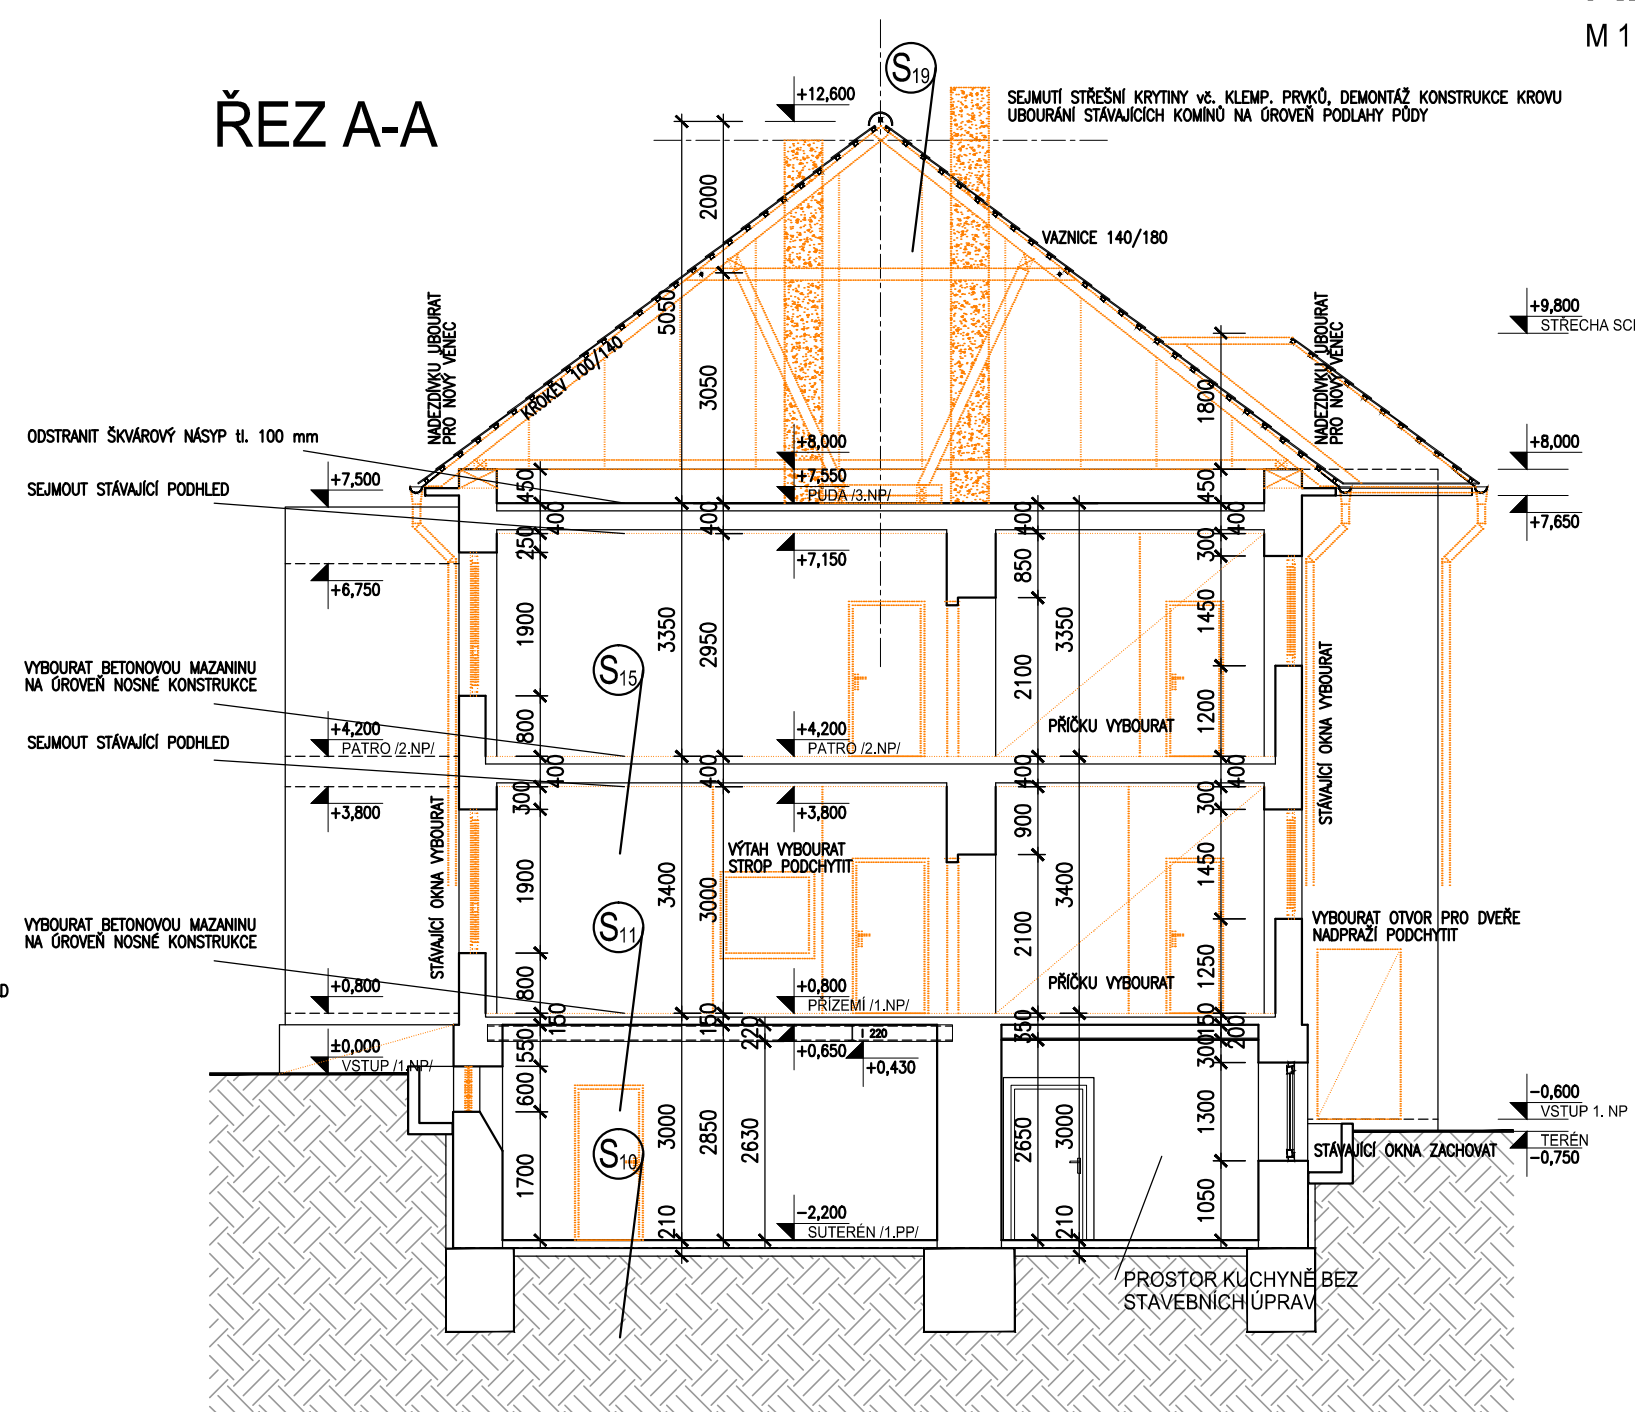 M 1
ŘEZ A-A
S19
+12,600
SEJMUTÍ STŘEŠNÍ KRYTINY vč. KLEMP. PRVKŮ, DEMONTÁŽ KONSTRUKCE KROVU
UBOURÁNÍ STÁVAJÍCÍCH KOMÍNŮ NA ÚROVEŇ PODLAHY PŮDY
2000
5050
3050
VAZNICE 140/180
KROKEV 100/140
NADEZDÍVKU UBOURAT
PRO NOVÝ VĚNEC
NADEZDÍVKU UBOURAT
PRO NOVÝ VĚNEC
1800
+9,800
STŘECHA SCH
+8,000
+7,650
ODSTRANIT ŠKVÁROVÝ NÁSYP tl. 100 mm
SEJMOUT STÁVAJÍCÍ PODHLED
+7,500
+6,750
+8,000
+7,550
PŮDA /3.NP/
+7,150
450
400
250
400
400
450
400
300
1900
3350
2950
850
2100
3350
1450
1200
800
S15
VYBOURAT BETONOVOU MAZANINU
NA ÚROVEŇ NOSNÉ KONSTRUKCE
SEJMOUT STÁVAJÍCÍ PODHLED
+4,200
PATRO /2.NP/
+3,800
+4,200
PATRO /2.NP/
+3,800
PŘÍČKU VYBOURAT
STÁVAJÍCÍ OKNA VYBOURAT
400
300
400
400
400
300
STÁVAJÍCÍ OKNA VYBOURAT
VÝTAH VYBOURAT
STROP PODCHYTIT
1900
3400
3000
900
2100
3400
1450
1250
800
S11
VYBOURAT BETONOVOU MAZANINU
NA ÚROVEŇ NOSNÉ KONSTRUKCE
VYBOURAT OTVOR PRO DVEŘE
NADPRAŽÍ PODCHYTIT
PŘÍČKU VYBOURAT
D
+0,800
+0,800
PŘÍZEMÍ /1.NP/
±0,000
VSTUP /1.NP/
+0,650
I 220
+0,430
150
550
150
220
350
150
300
200
600
1700
3000
2850
2630
2650
3000
1300
1050
210
210
S10
-2,200
SUTERÉN /1.PP/
-0,600
VSTUP 1. NP
TERÉN
-0,750
STÁVAJÍCÍ OKNA ZACHOVAT
PROSTOR KUCHYNĚ BEZ
STAVEBNÍCH ÚPRAV